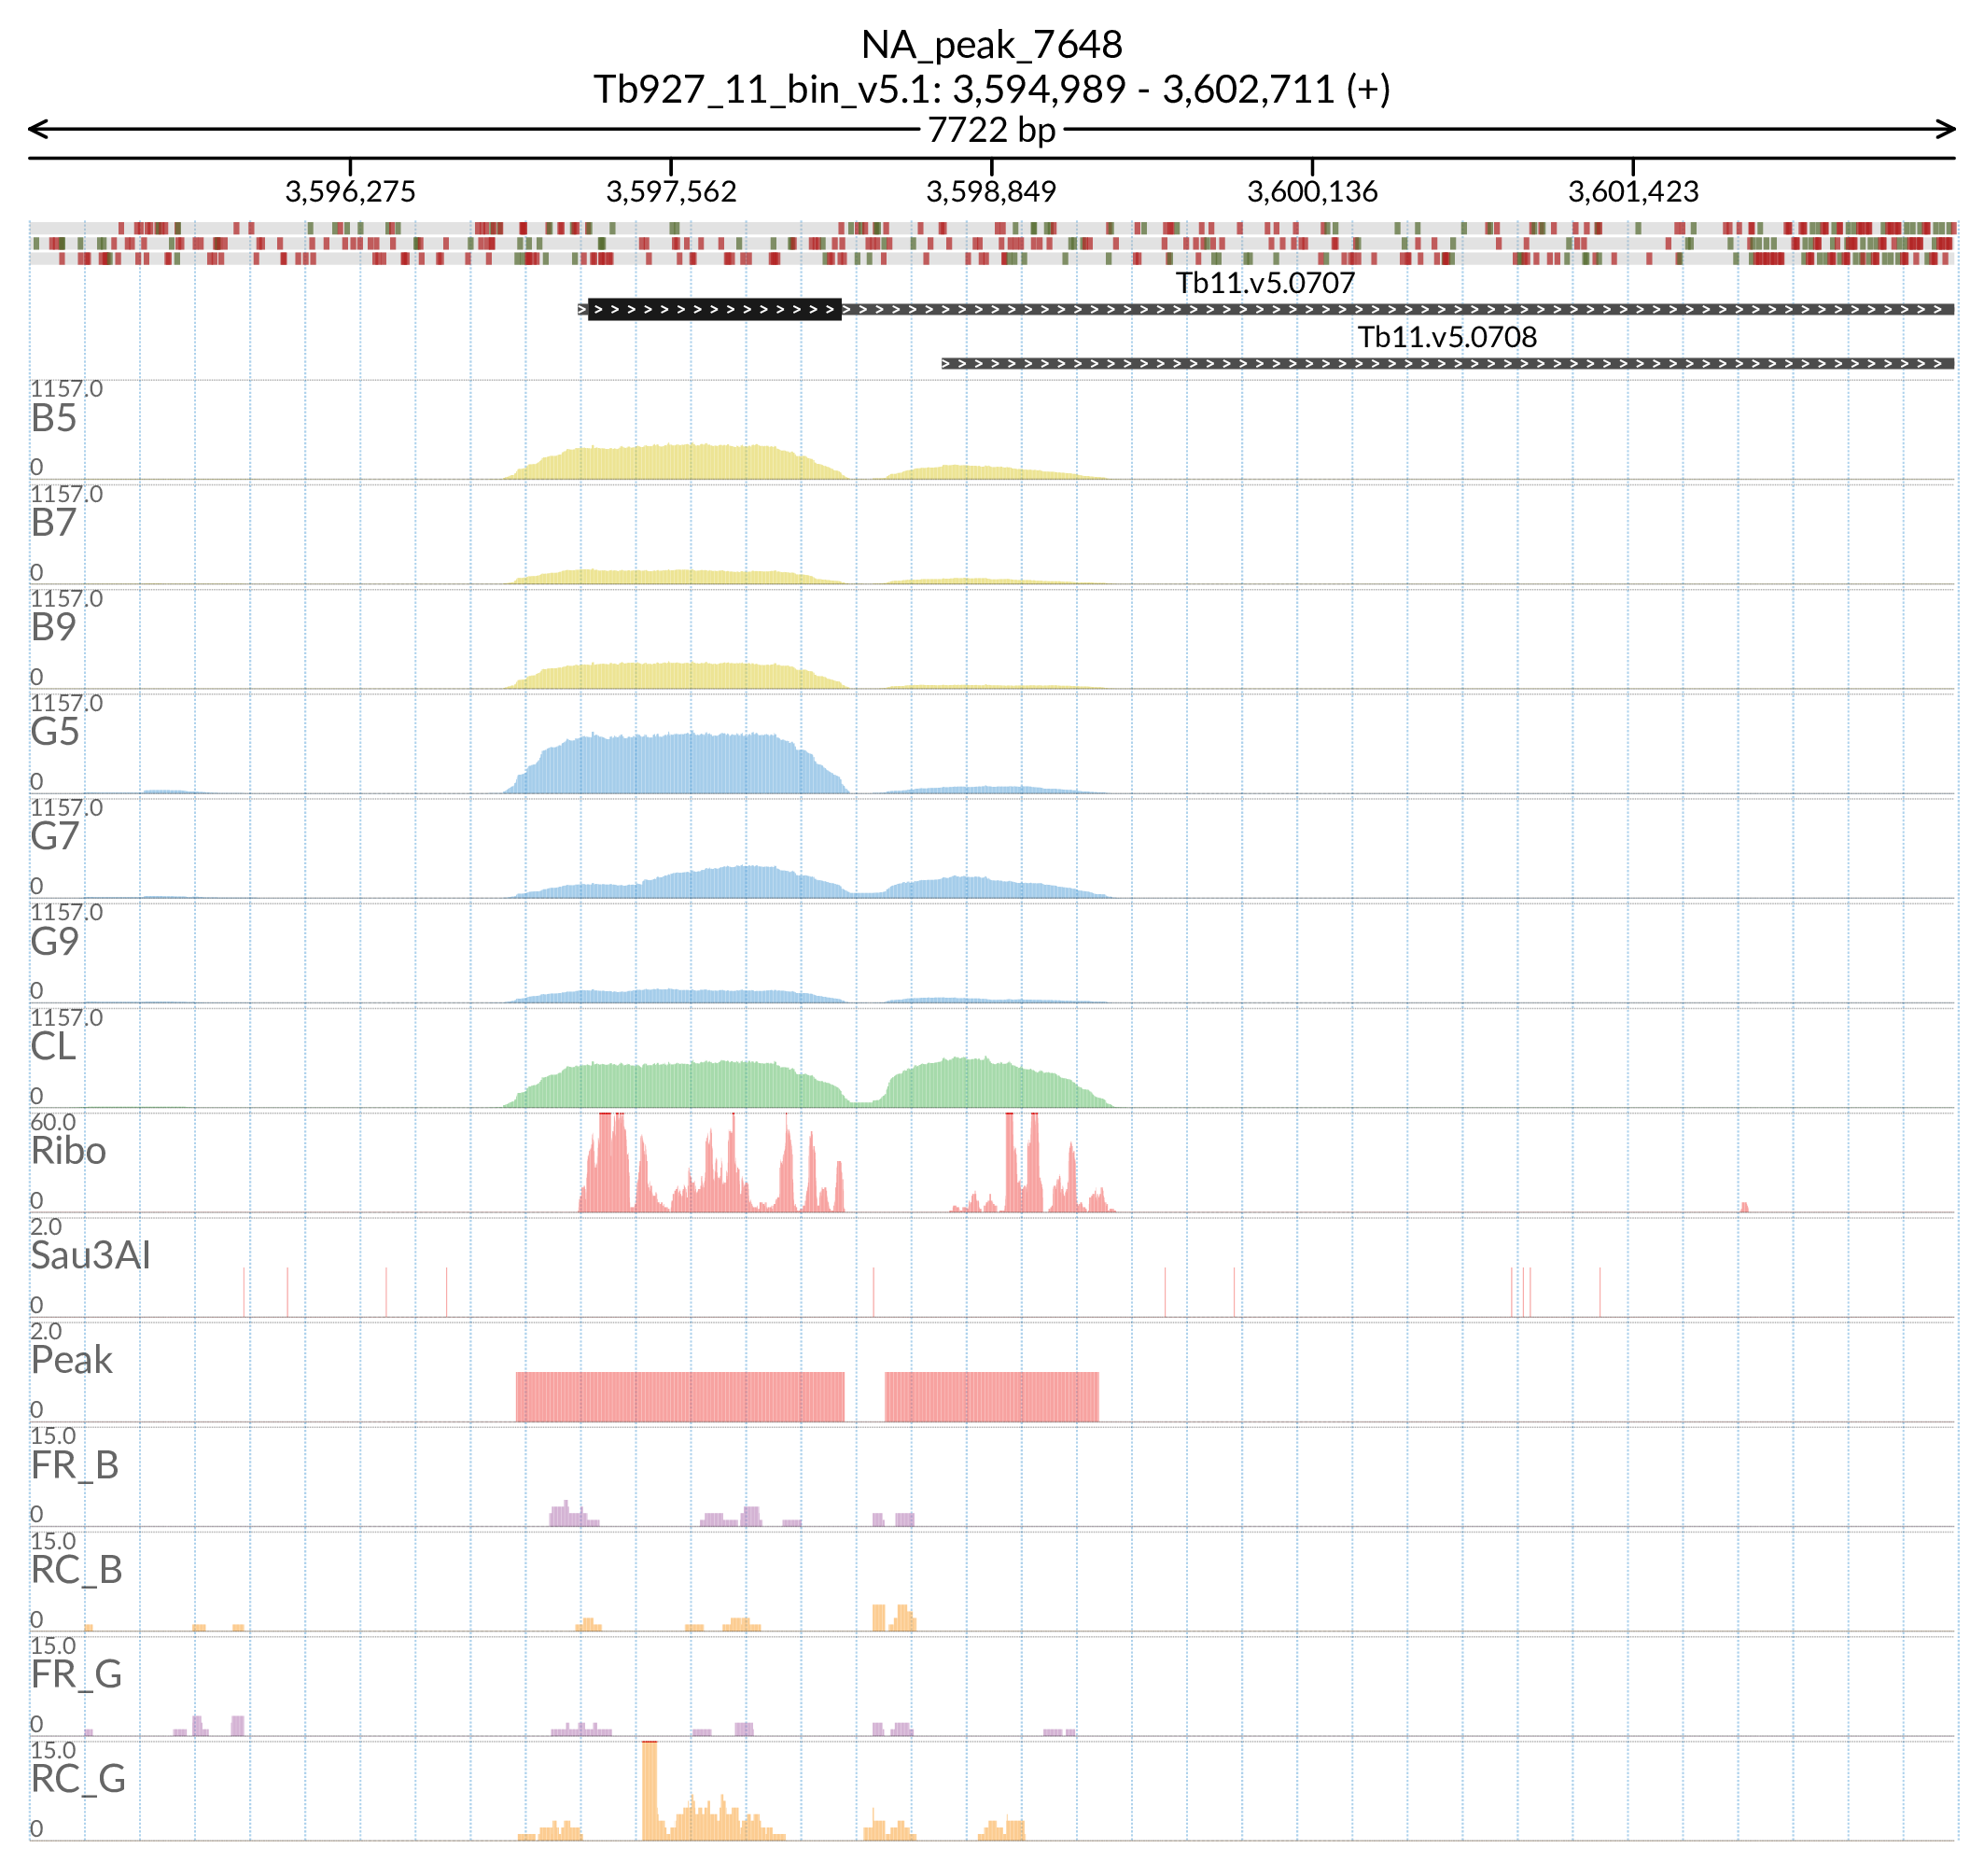 NA_peak_7648
Tb927_11_bin_v5.1: 3,594,989 - 3,602,711 (+)
7722 bp
3,596,275 3,597,562 3,598,849 3,600,136 3,601,423
Tb11.v5.0707
Tb11.v5.0708
1157.0
B5
0
1157.0
B7
0
1157.0
B9
0
1157.0
G5
0
1157.0
G7
0
1157.0
G9
0
1157.0
CL
0
60.0
Ribo
0
2.0
Sau3AI
0
2.0
Peak
0
15.0
FR_B
0
15.0
RC_B
0
15.0
FR_G
0
15.0
RC_G
0